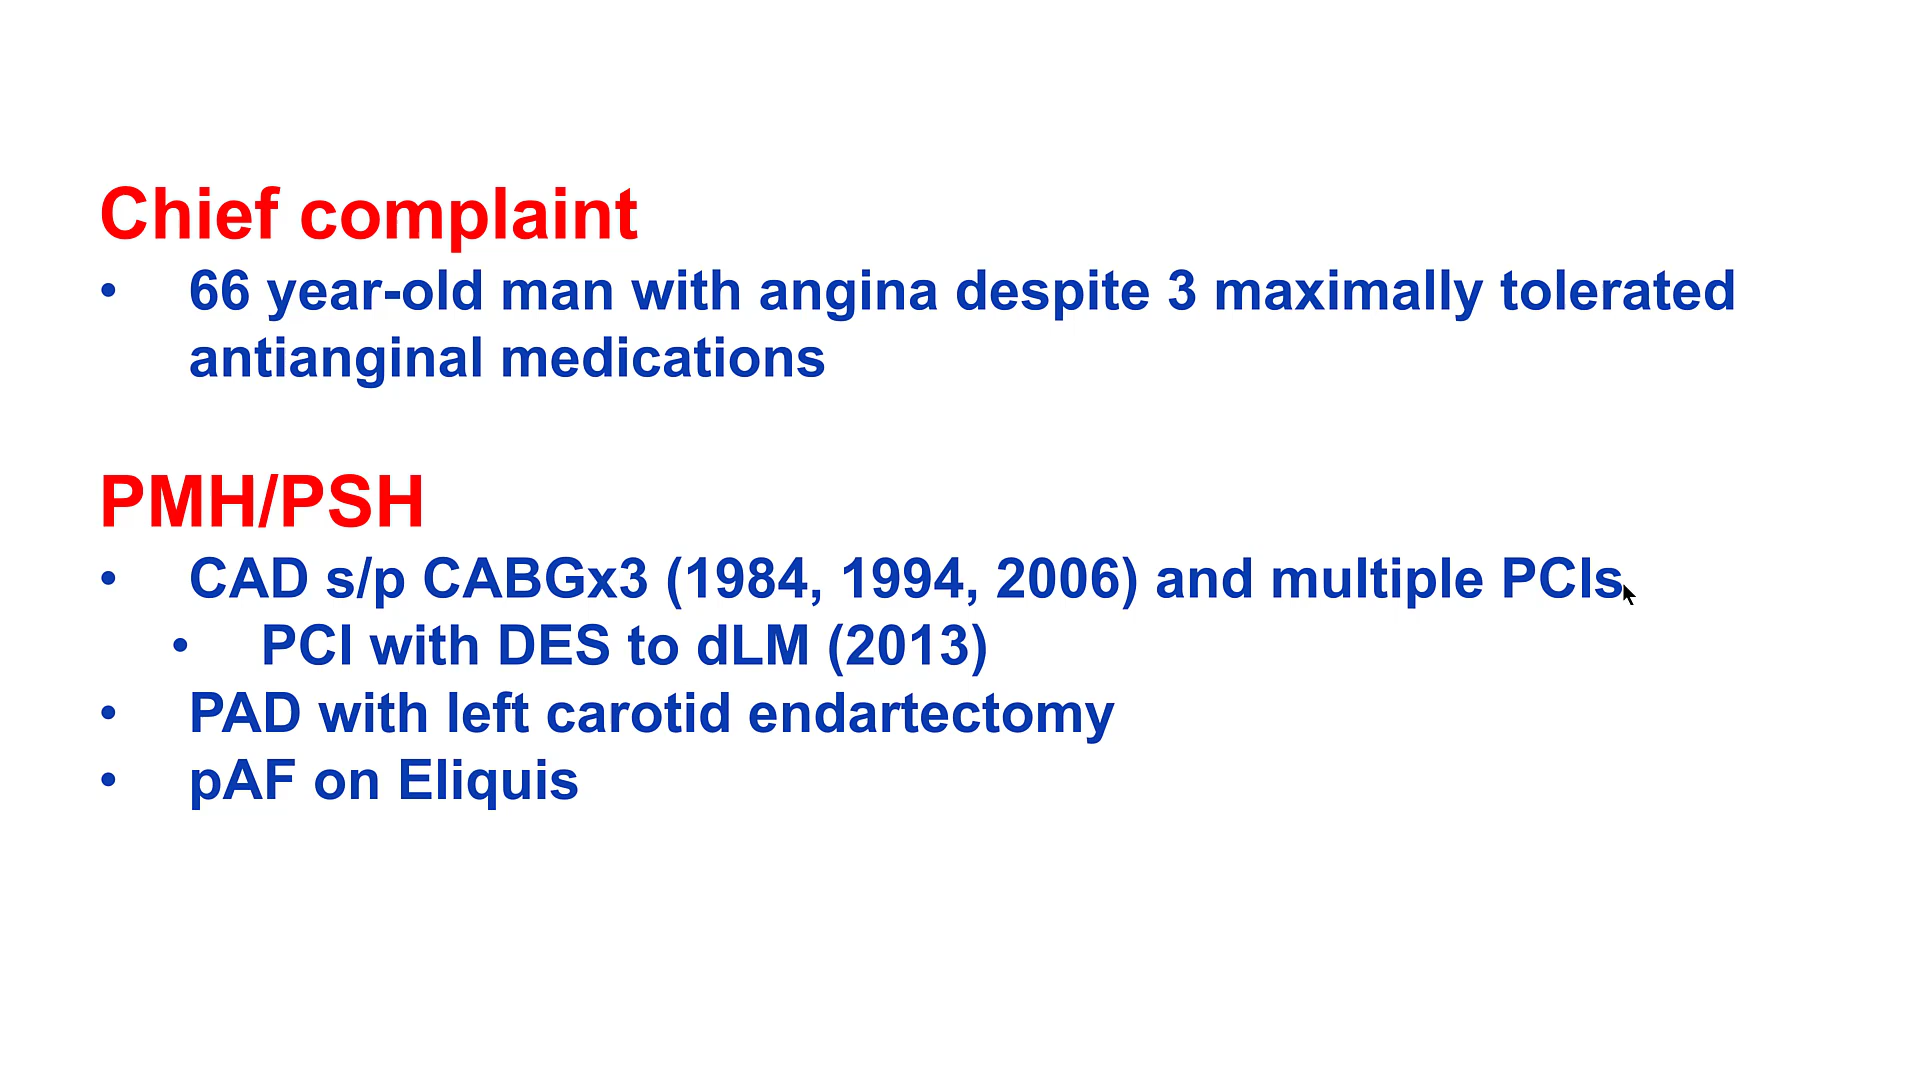 Chief complaint
• 66 year-old man with angina despite 3 maximally tolerated
antianginal medications
PMH/PSH
• CAD s/p CABGx3 (1984, 1994, 2006) and multiple PCIs
• PCI with DES to dLM (2013)
• PAD with left carotid endartectomy
• pAF on Eliquis